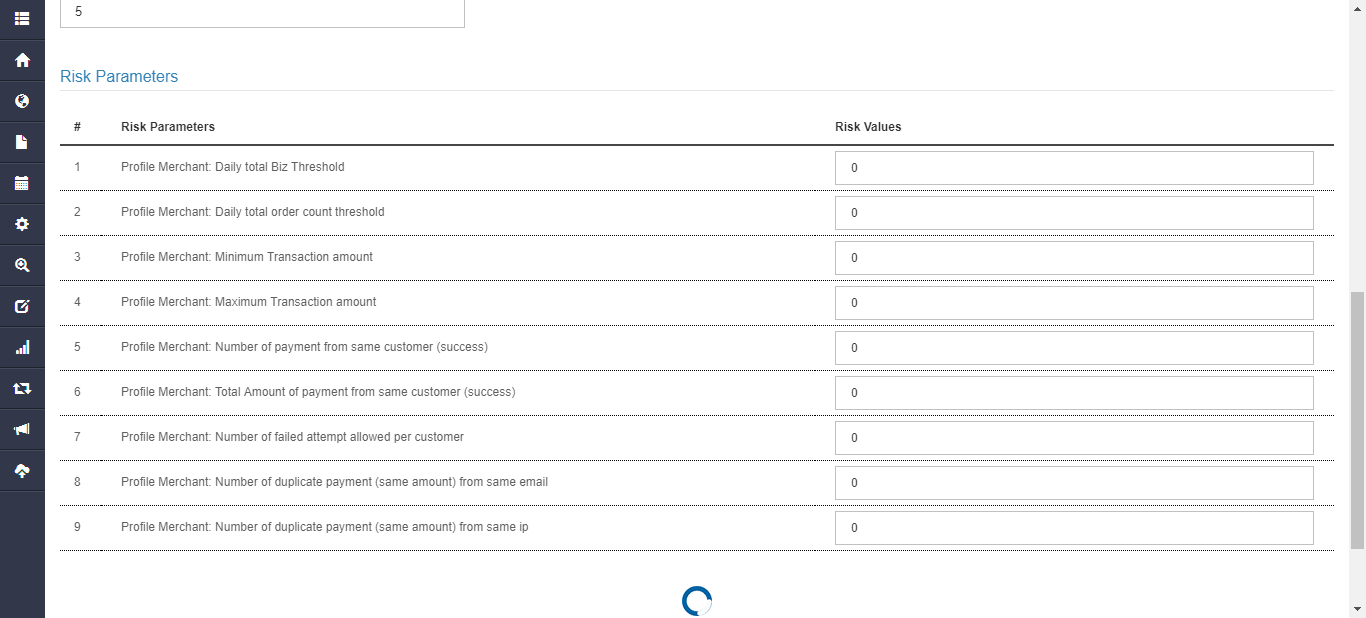 5
Risk Parameters
# Risk Parameters Risk Values
1 Profile Merchant: Daily total Biz Threshold 0
2 Profile Merchant: Daily total order count threshold 0
3 Profile Merchant: Minimum Transaction amount 0
4 Profile Merchant: Maximum Transaction amount 0
5 Profile Merchant: Number of payment from same customer (success) 0
6 Profile Merchant: Total Amount of payment from same customer (success) 0
7 Profile Merchant: Number of failed attempt allowed per customer 0
8 Profile Merchant: Number of duplicate payment (same amount) from same email 0
9 Profile Merchant: Number of duplicate payment (same amount) from same ip 0